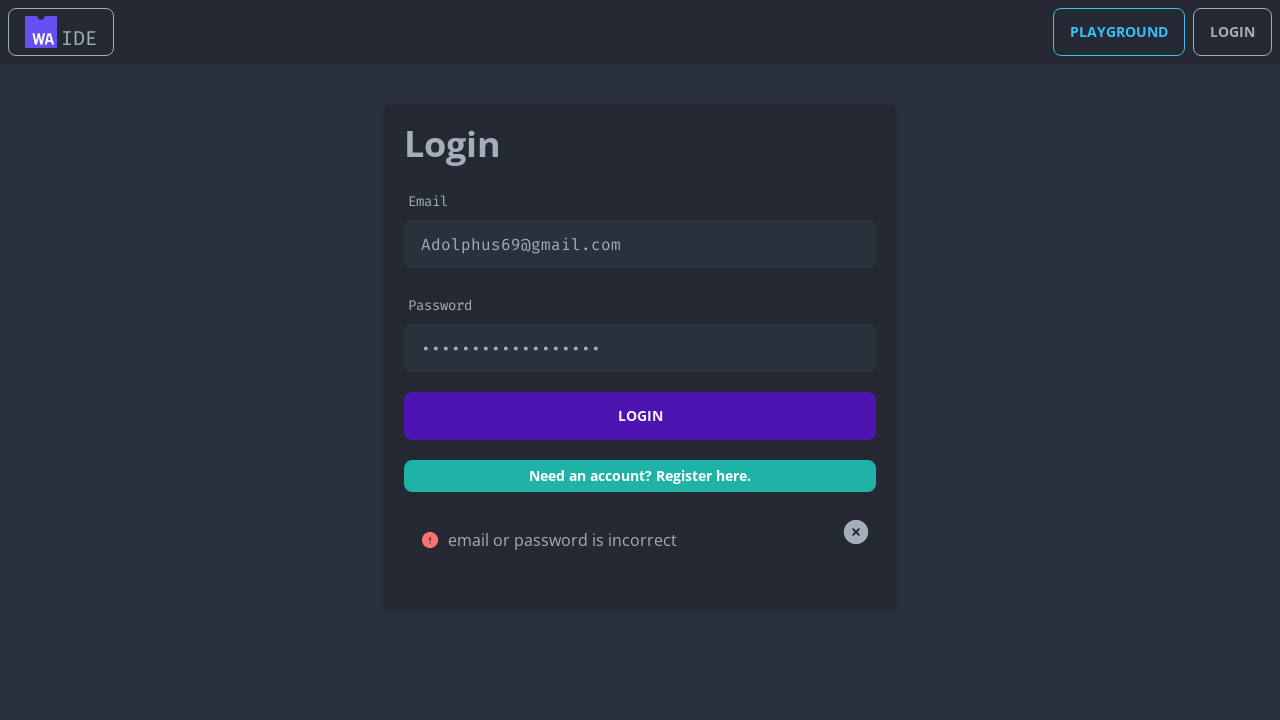 WA IDE
PLAYGROUND
LOGIN
Login
Email
Adolphus69@gmail.com
Password
••••••••••••••••••
LOGIN
Need an account? Register here.
email or password is incorrect